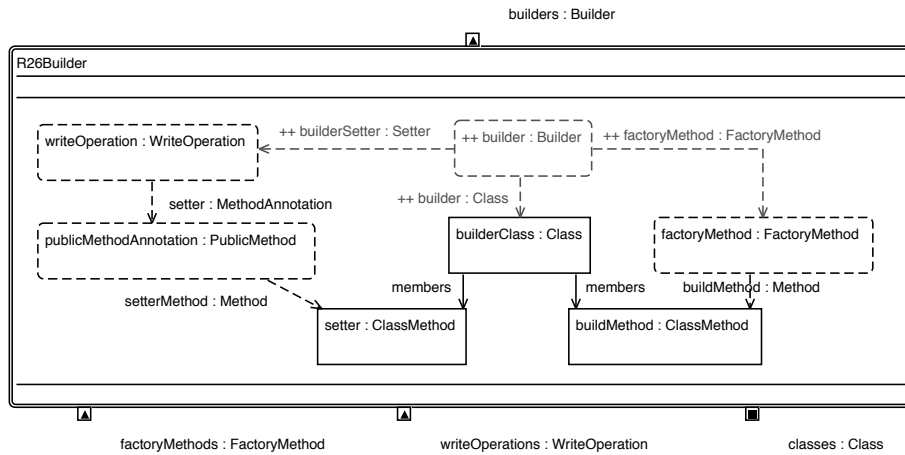 builders : Builder
R26Builder
writeOperation : WriteOperation
++ builderSetter : Setter
++ builder : Builder
++ factoryMethod : FactoryMethod
setter : MethodAnnotation
++ builder : Class
publicMethodAnnotation : PublicMethod
builderClass : Class
factoryMethod : FactoryMethod
setterMethod : Method
members
members
buildMethod : Method
setter : ClassMethod
buildMethod : ClassMethod
factoryMethods : FactoryMethod
writeOperations : WriteOperation
classes : Class